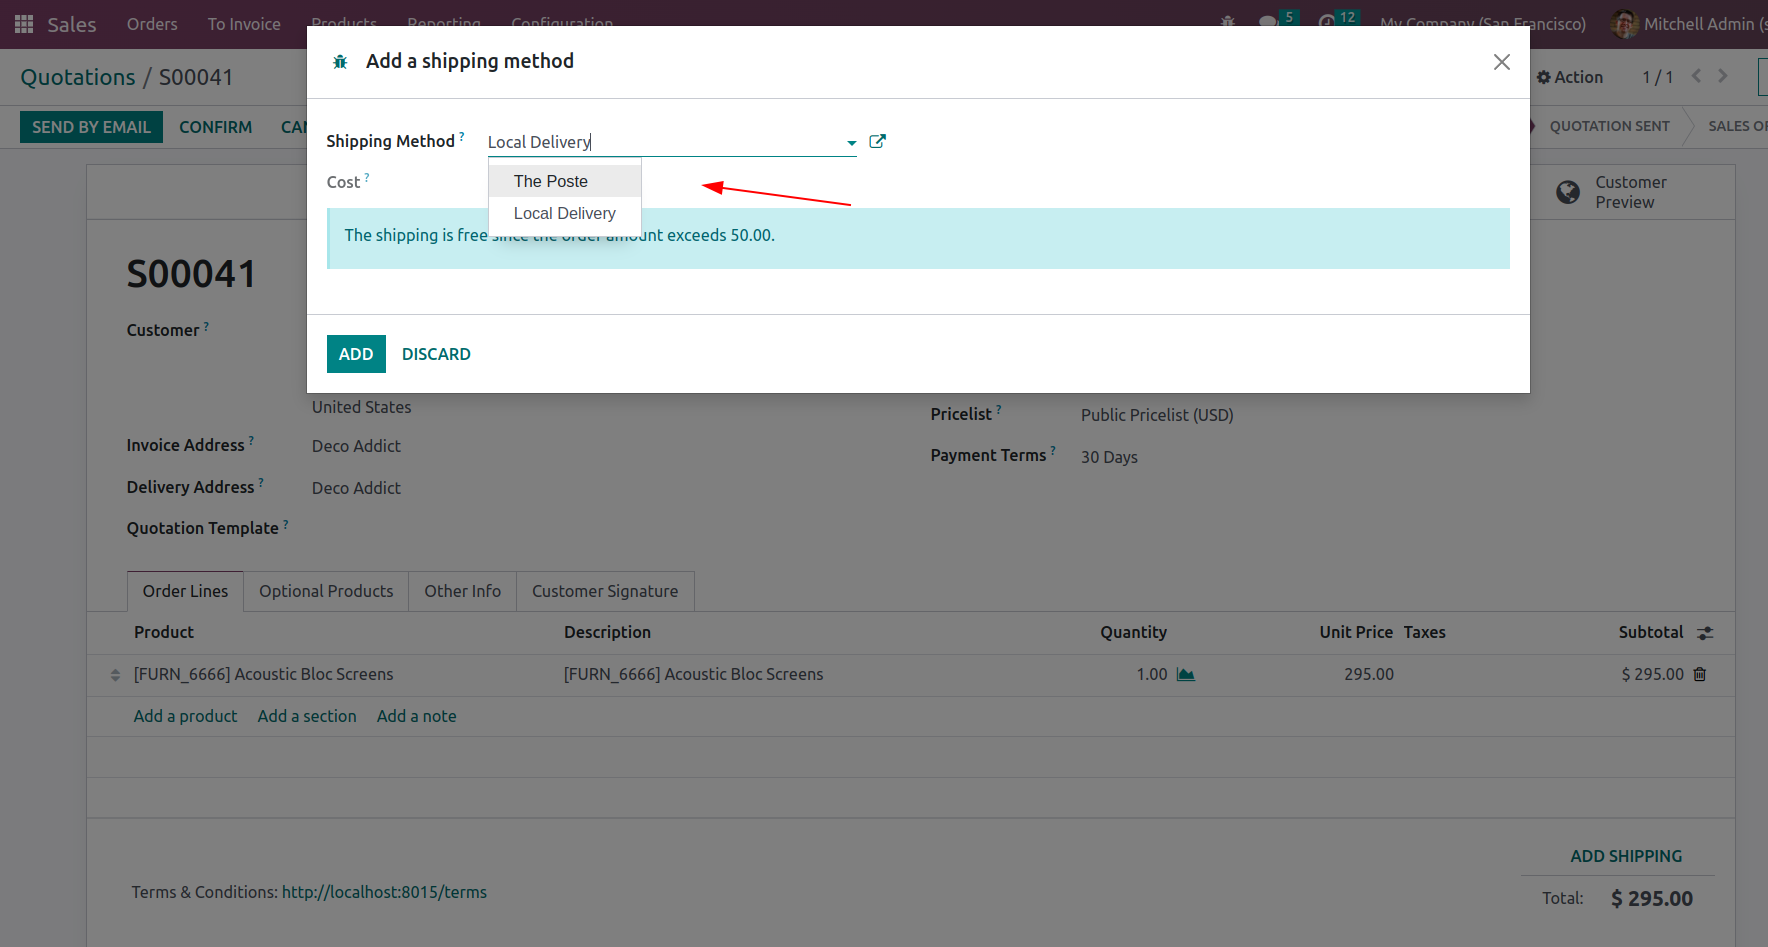 Sales Orders To Invoice Products Reporting Configuration 5 12 My Company (San Francisco) Mitchell Admin (s
Add a shipping method
Quotations / S00041 Action 1 / 1
SEND BY EMAIL CONFIRM CAN QUOTATION SENT SALES OR
Shipping Method ? Local Delivery
Cost ?
The Poste
Local Delivery
Customer
Preview
The shipping is free since the order amount exceeds 50.00.
S00041
Customer ?
ADD DISCARD
United States
Pricelist ? Public Pricelist (USD)
Invoice Address ? Deco Addict
Payment Terms ? 30 Days
Delivery Address ? Deco Addict
Quotation Template ?
Order Lines Optional Products Other Info Customer Signature
Product Description Quantity Unit Price Taxes Subtotal
[FURN_6666] Acoustic Bloc Screens [FURN_6666] Acoustic Bloc Screens 1.00 295.00 $ 295.00
Add a product Add a section Add a note
ADD SHIPPING
Terms & Conditions: http://localhost:8015/terms
Total: $ 295.00